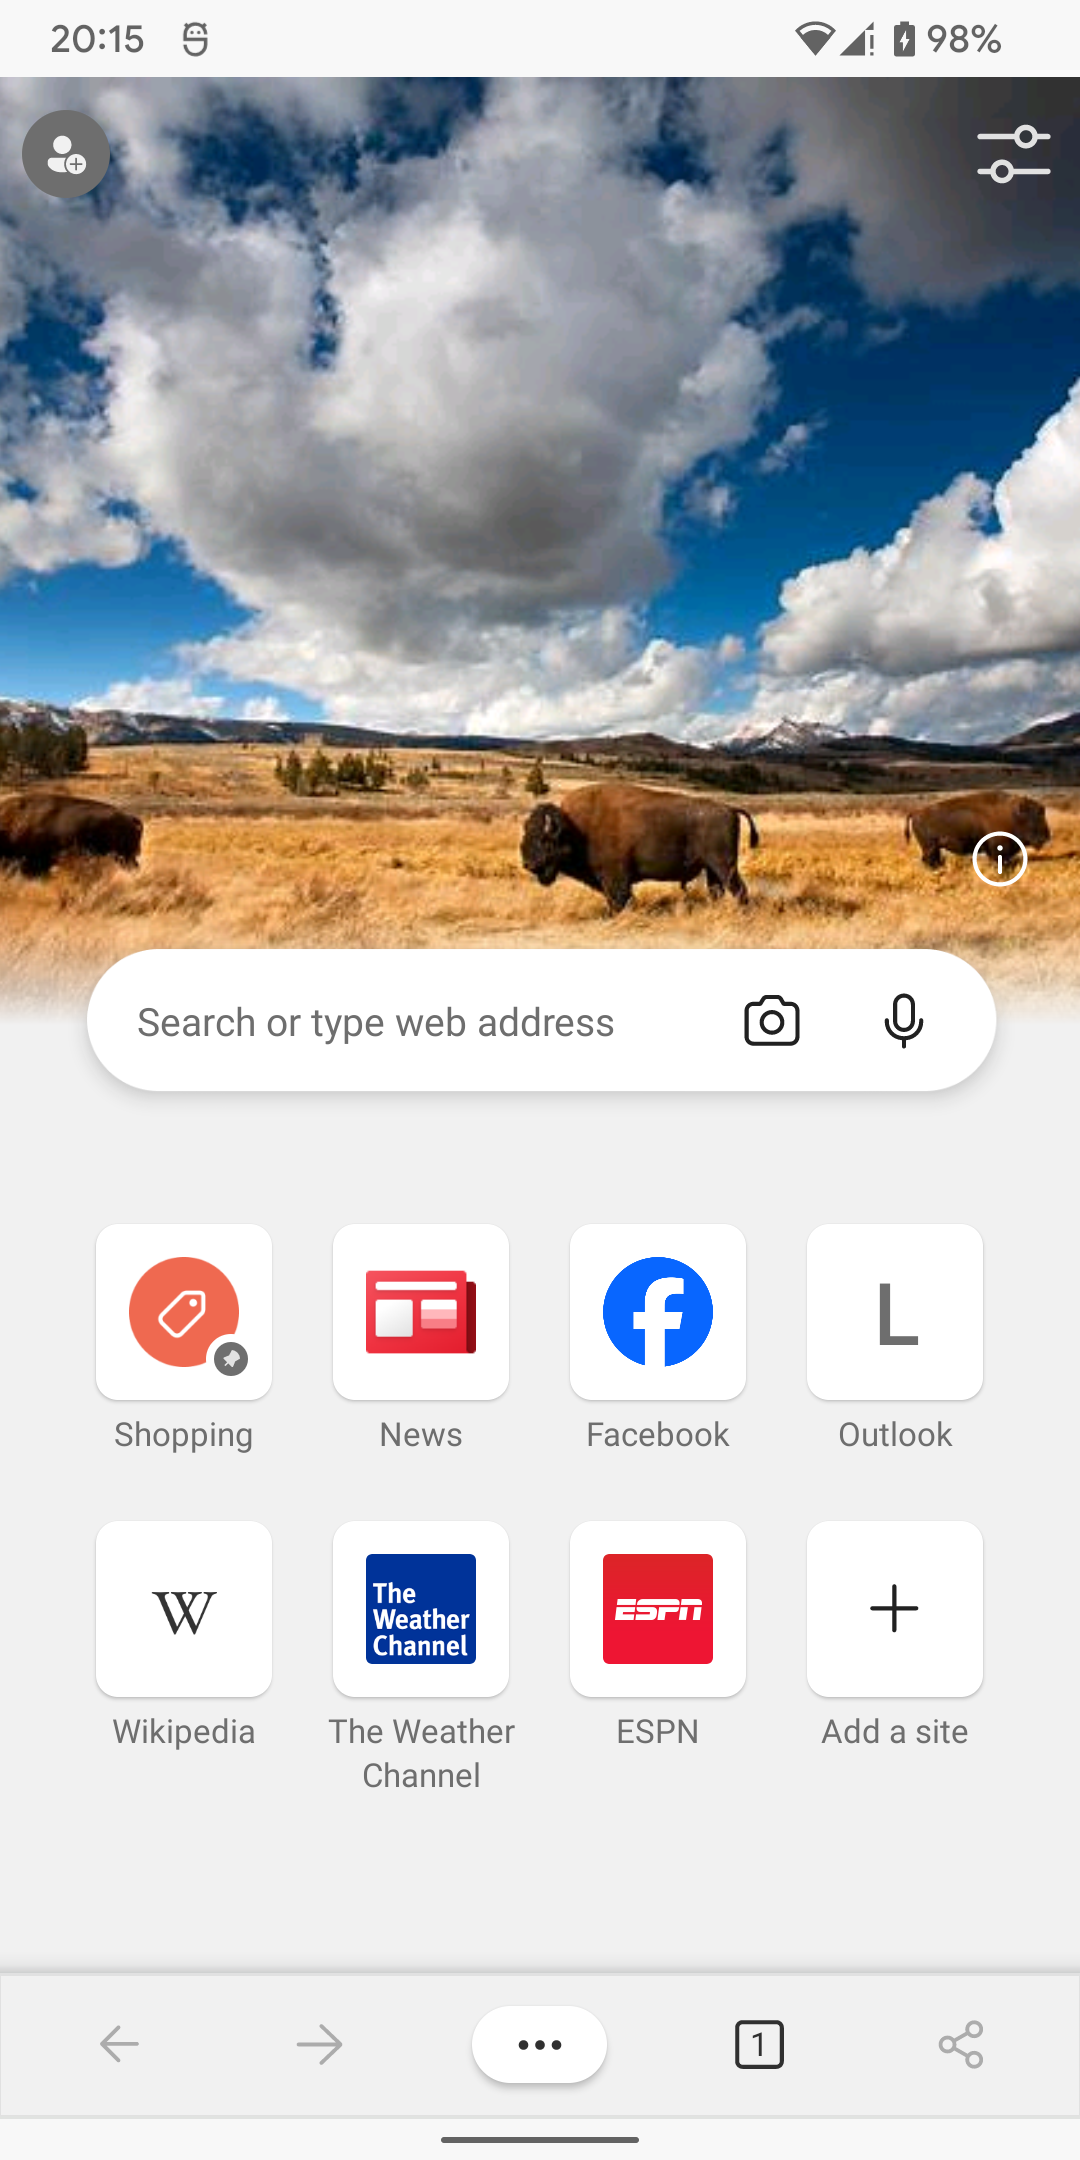 20:15 98%
Search or type web address
L
Shopping News Facebook Outlook
W
The
Weather
Channel
ESPN
Wikipedia The Weather Channel ESPN Add a site
1